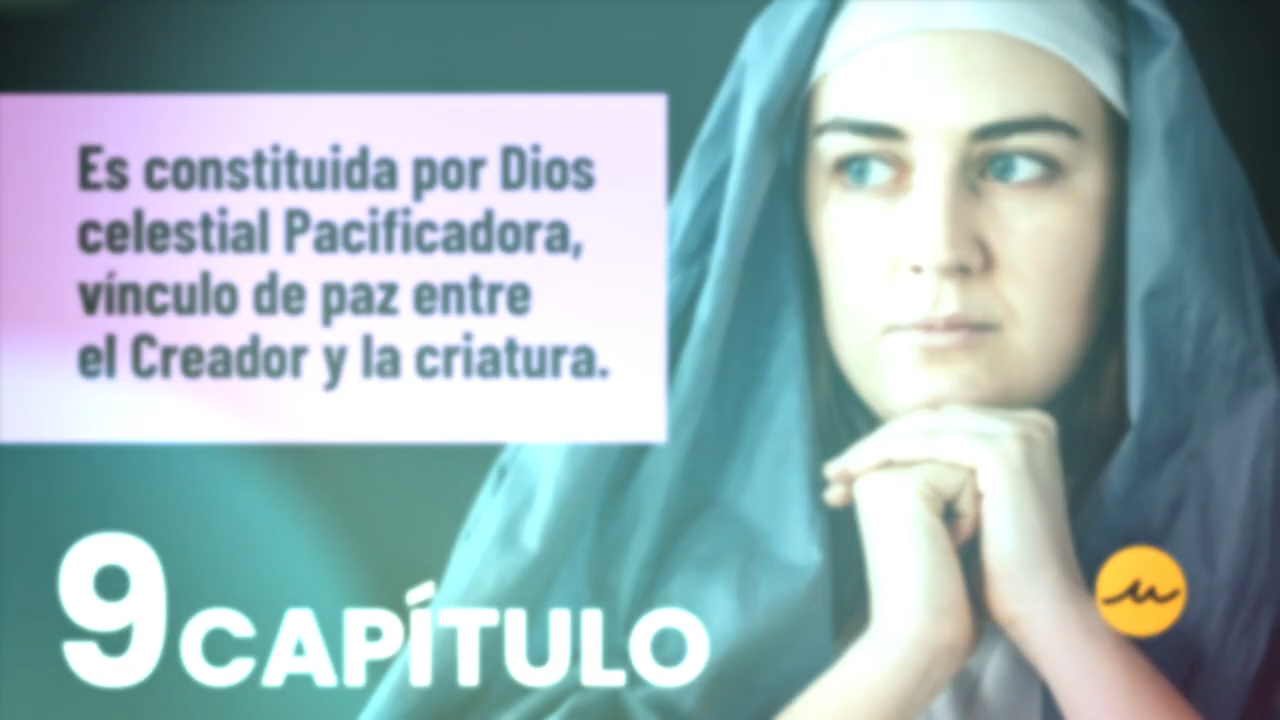 Es constituida por Dios
celestial Pacificadora,
vínculo de paz entre
el Creador y la criatura.
9 CAPÍTULO